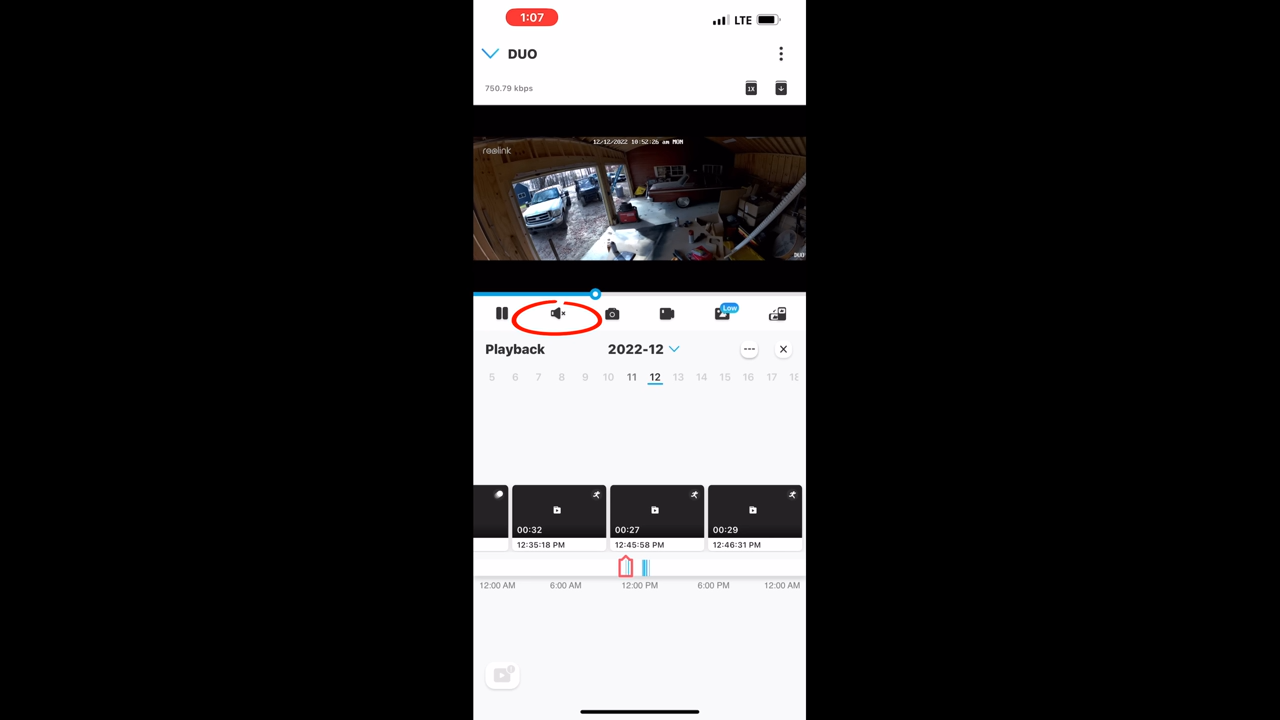 1:07
LTE
DUO
750.79 kbps
1X
12/12/2022 10:52:26 am MON
reolink
DUO
Low
Playback
2022-12
5 6 7 8 9 10 11 12 13 14 15 16 17 18
00:32 00:27 00:29
12:35:18 PM 12:45:58 PM 12:46:31 PM
12:00 AM 6:00 AM 12:00 PM 6:00 PM 12:00 AM